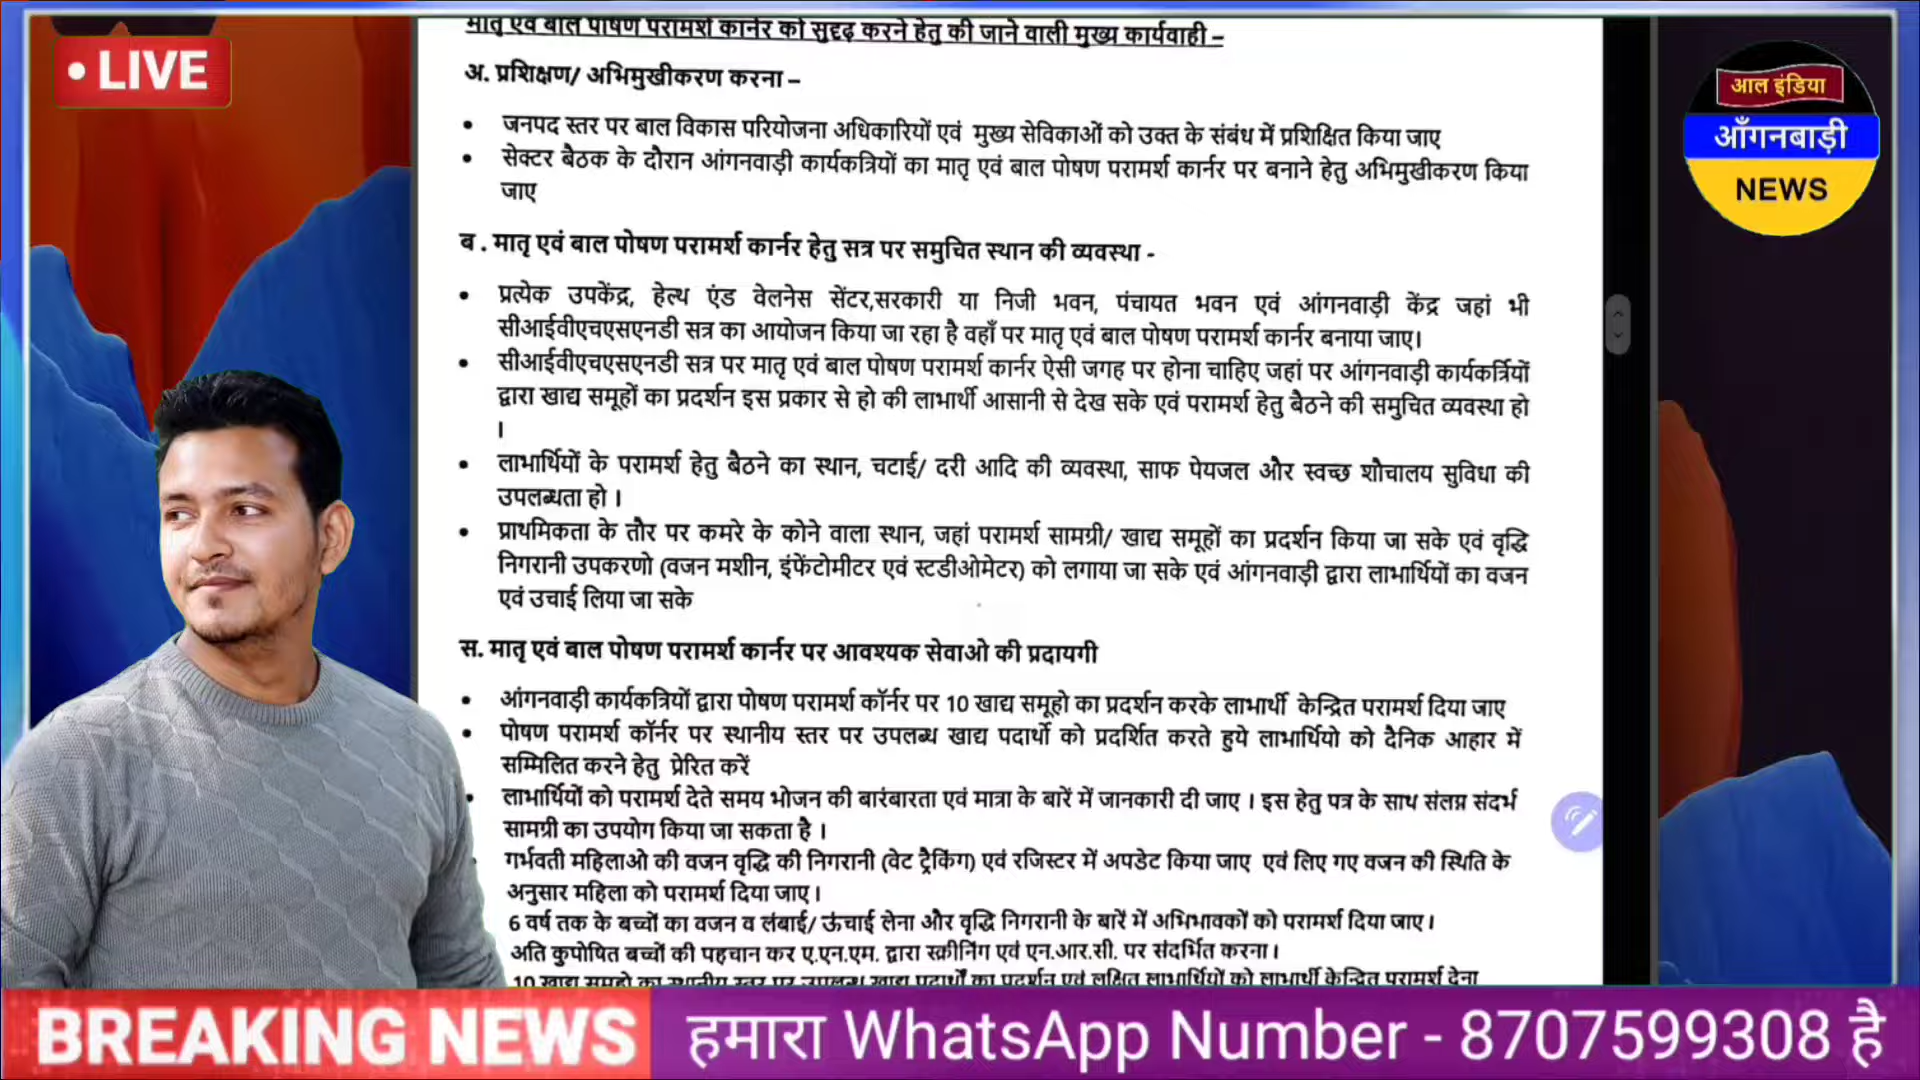 • LIVE
मातृ एवं बाल पोषण परामर्श कार्नर को सुदृढ़ करने हेतु की जाने वाली मुख्य कार्यवाही –
अ. प्रशिक्षण/ अभिमुखीकरण करना –
• जनपद स्तर पर बाल विकास परियोजना अधिकारियों एवं मुख्य सेविकाओं को उक्त के संबंध में प्रशिक्षित किया जाए
• सेक्टर बैठक के दौरान आंगनवाड़ी कार्यकत्रियों का मातृ एवं बाल पोषण परामर्श कार्नर पर बनाने हेतु अभिमुखीकरण किया
जाए
ब . मातृ एवं बाल पोषण परामर्श कार्नर हेतु सत्र पर समुचित स्थान की व्यवस्था -
• प्रत्येक उपकेंद्र, हेल्थ एंड वेलनेस सेंटर,सरकारी या निजी भवन, पंचायत भवन एवं आंगनवाड़ी केंद्र जहां भी
सीआईवीएचएसएनडी सत्र का आयोजन किया जा रहा है वहाँ पर मातृ एवं बाल पोषण परामर्श कार्नर बनाया जाए।
• सीआईवीएचएसएनडी सत्र पर मातृ एवं बाल पोषण परामर्श कार्नर ऐसी जगह पर होना चाहिए जहां पर आंगनवाड़ी कार्यकर्त्रियों
द्वारा खाद्य समूहों का प्रदर्शन इस प्रकार से हो की लाभार्थी आसानी से देख सके एवं परामर्श हेतु बैठने की समुचित व्यवस्था हो
।
• लाभार्थियों के परामर्श हेतु बैठने का स्थान, चटाई/ दरी आदि की व्यवस्था, साफ पेयजल और स्वच्छ शौचालय सुविधा की
उपलब्धता हो ।
• प्राथमिकता के तौर पर कमरे के कोने वाला स्थान, जहां परामर्श सामग्री/ खाद्य समूहों का प्रदर्शन किया जा सके एवं वृद्धि
निगरानी उपकरणो (वजन मशीन, इंफेंटोमीटर एवं स्टडीओमेटर) को लगाया जा सके एवं आंगनवाड़ी द्वारा लाभार्थियों का वजन
एवं उचाई लिया जा सके
स. मातृ एवं बाल पोषण परामर्श कार्नर पर आवश्यक सेवाओ की प्रदायगी
• आंगनवाड़ी कार्यकत्रियों द्वारा पोषण परामर्श कॉर्नर पर 10 खाद्य समूहो का प्रदर्शन करके लाभार्थी केन्द्रित परामर्श दिया जाए
• पोषण परामर्श कॉर्नर पर स्थानीय स्तर पर उपलब्ध खाद्य पदार्थो को प्रदर्शित करते हुये लाभार्थियो को दैनिक आहार में
सम्मिलित करने हेतु प्रेरित करें
• लाभार्थियों को परामर्श देते समय भोजन की बारंबारता एवं मात्रा के बारें में जानकारी दी जाए । इस हेतु पत्र के साथ संलग्न संदर्भ
सामग्री का उपयोग किया जा सकता है ।
गर्भवती महिलाओ की वजन वृद्धि की निगरानी (वेट ट्रैकिंग) एवं रजिस्टर में अपडेट किया जाए एवं लिए गए वजन की स्थिति के
अनुसार महिला को परामर्श दिया जाए ।
6 वर्ष तक के बच्चों का वजन व लंबाई/ ऊंचाई लेना और वृद्धि निगरानी के बारें में अभिभावकों को परामर्श दिया जाए ।
अति कुपोषित बच्चों की पहचान कर ए.एन.एम. द्वारा स्क्रीनिंग एवं एन.आर.सी. पर संदर्भित करना ।
10 खाद्य समूहो का स्थानीय स्तर पर उपलब्ध खाद्य पदार्थों का प्रदर्शन एवं लक्षित लाभार्थियों को लाभार्थी केन्द्रित परामर्श देना
आल इंडिया
आँगनबाड़ी
NEWS
BREAKING NEWS हमारा WhatsApp Number - 8707599308 है